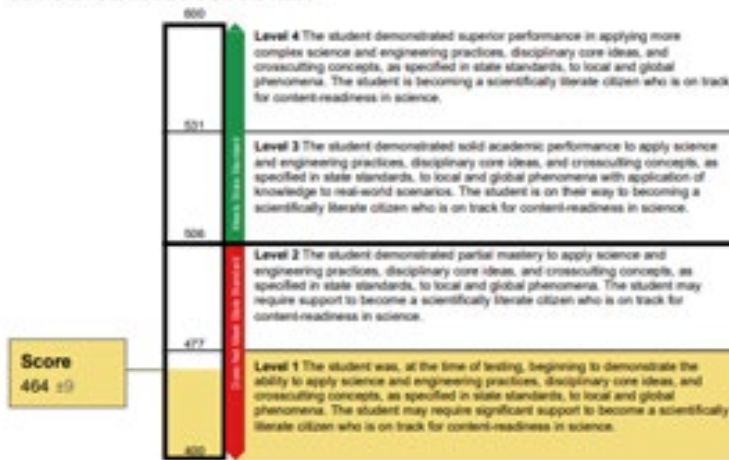 600
Level 4 The student demonstrated superior performance in applying more
complex science and engineering practices, disciplinary core ideas, and
crosscutting concepts, as specified in state standards, to local and global
phenomena. The student is becoming a scientifically literate citizen who is on track
for content-readiness in science.
531
Level 3 The student demonstrated solid academic performance to apply science
and engineering practices, disciplinary core ideas, and crosscutting concepts, as
specified in state standards, to local and global phenomena with application of
knowledge to real-world scenarios. The student is on their way to becoming a
scientifically literate citizen who is on track for content-readiness in science.
506
Level 2 The student demonstrated partial mastery to apply science and
engineering practices, disciplinary core ideas, and crosscutting concepts, as
specified in state standards, to local and global phenomena. The student may
require support to become a scientifically literate citizen who is on track for
content-readiness in science.
477
Score
464 ±9
Level 1 The student was, at the time of testing, beginning to demonstrate the
ability to apply science and engineering practices, disciplinary core ideas, and
crosscutting concepts, as specified in state standards, to local and global
phenomena. The student may require significant support to become a scientifically
literate citizen who is on track for content-readiness in science.
400
Does Not Meet State Standard